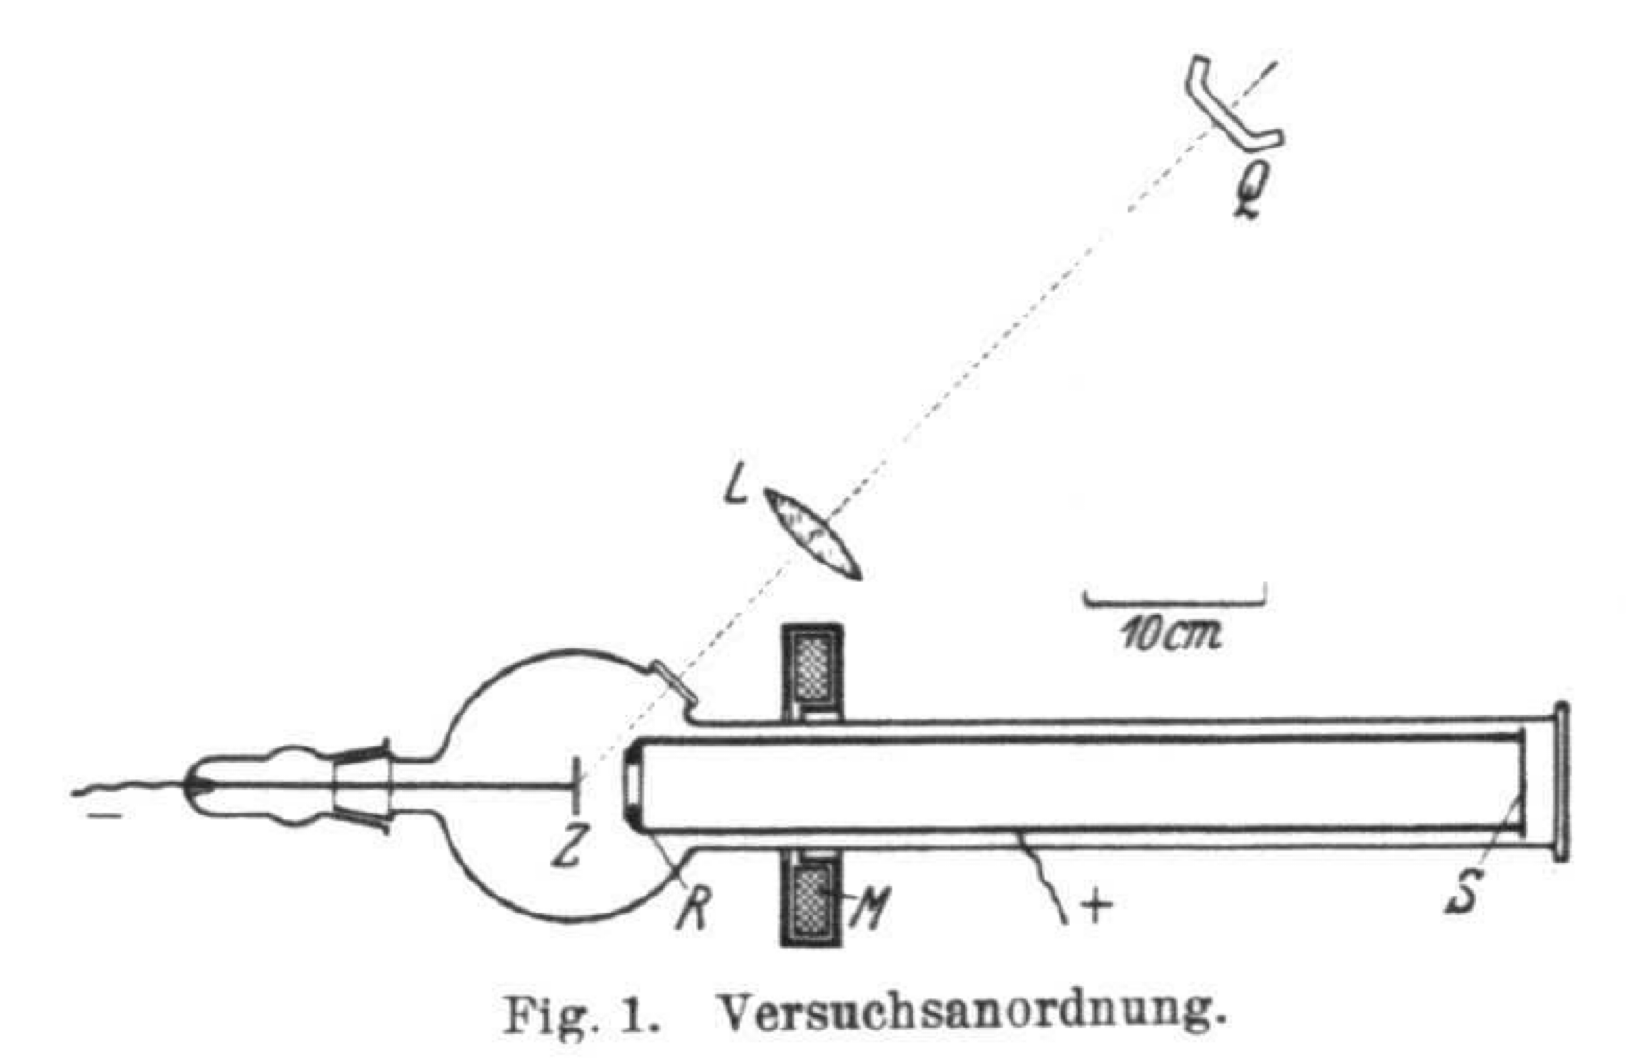 Q
L
10cm
Z
R
M
+
S
−
Fig. 1. Versuchsanordnung.